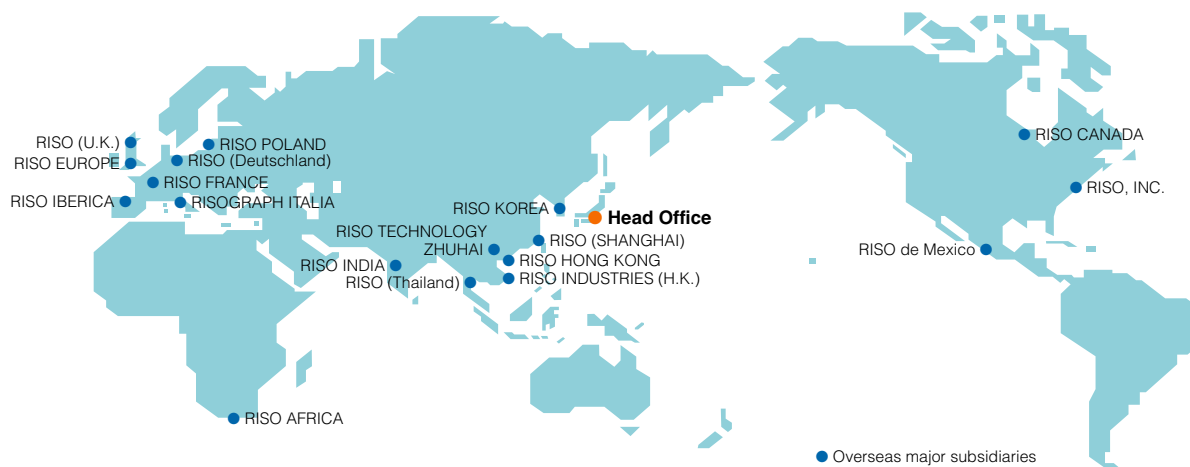 RISO (U.K.)
RISO POLAND
RISO EUROPE
RISO (Deutschland)
RISO FRANCE
RISO IBERICA
RISOGRAPH ITALIA
RISO KOREA
Head Office
RISO TECHNOLOGY
ZHUHAI
RISO (SHANGHAI)
RISO HONG KONG
RISO INDIA
RISO (Thailand)
RISO INDUSTRIES (H.K.)
RISO AFRICA
RISO CANADA
RISO, INC.
RISO de Mexico
Overseas major subsidiaries